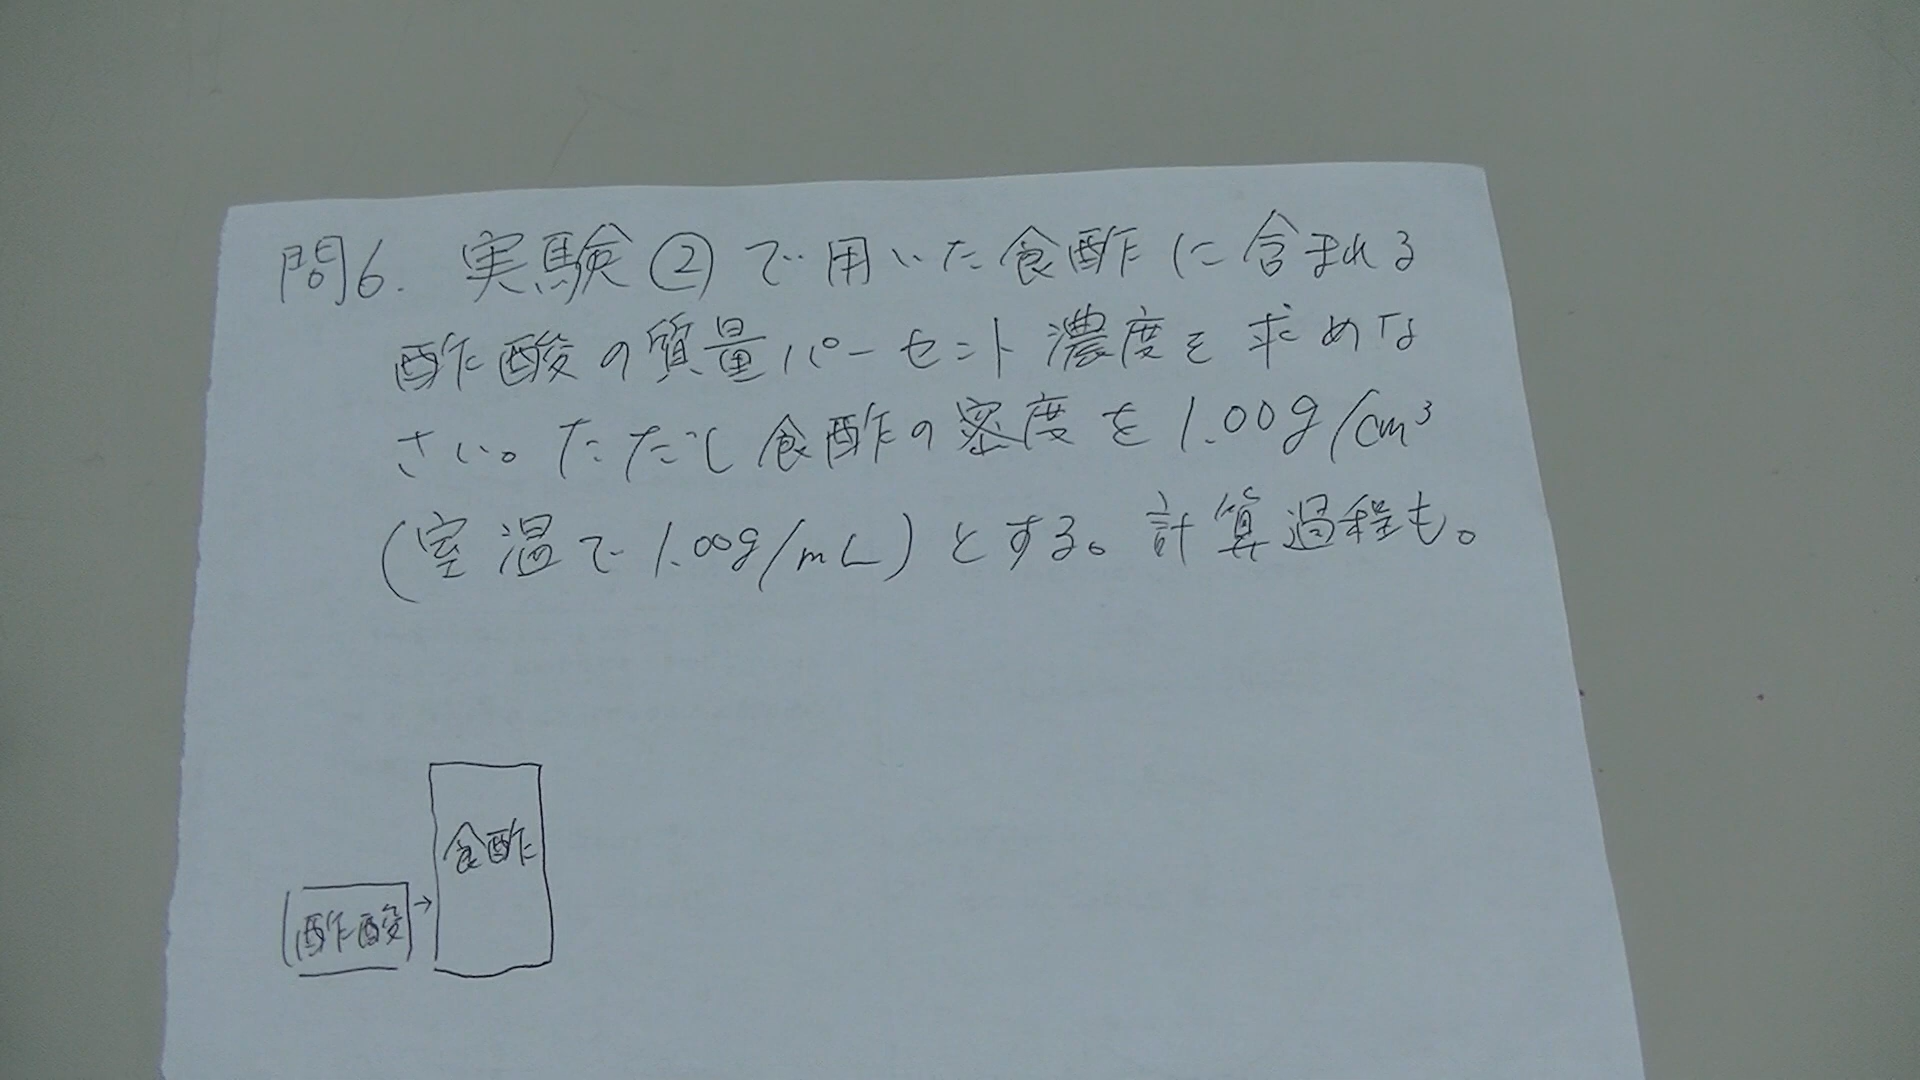 問6. 実験②で用いた食酢に含まれる
酢酸の質量パーセント濃度を求めな
さい。ただし食酢の密度を1.00g/cm³
(室温で1.00g/mL)とする。計算過程も。
食酢
酢酸→